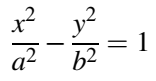 x²/a² − y²/b² = 1